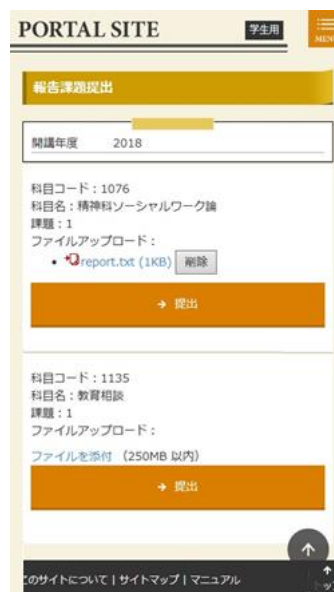 PORTAL SITE
学生用
MENU
報告課題提出
開講年度 2018
科目コード：1076
科目名：精神科ソーシャルワーク論
課題：1
ファイルアップロード：
report.txt (1KB) 削除
→ 提出
科目コード：1135
科目名：教育相談
課題：1
ファイルアップロード：
ファイルを添付 （250MB 以内）
→ 提出
このサイトについて | サイトマップ | マニュアル
トップ